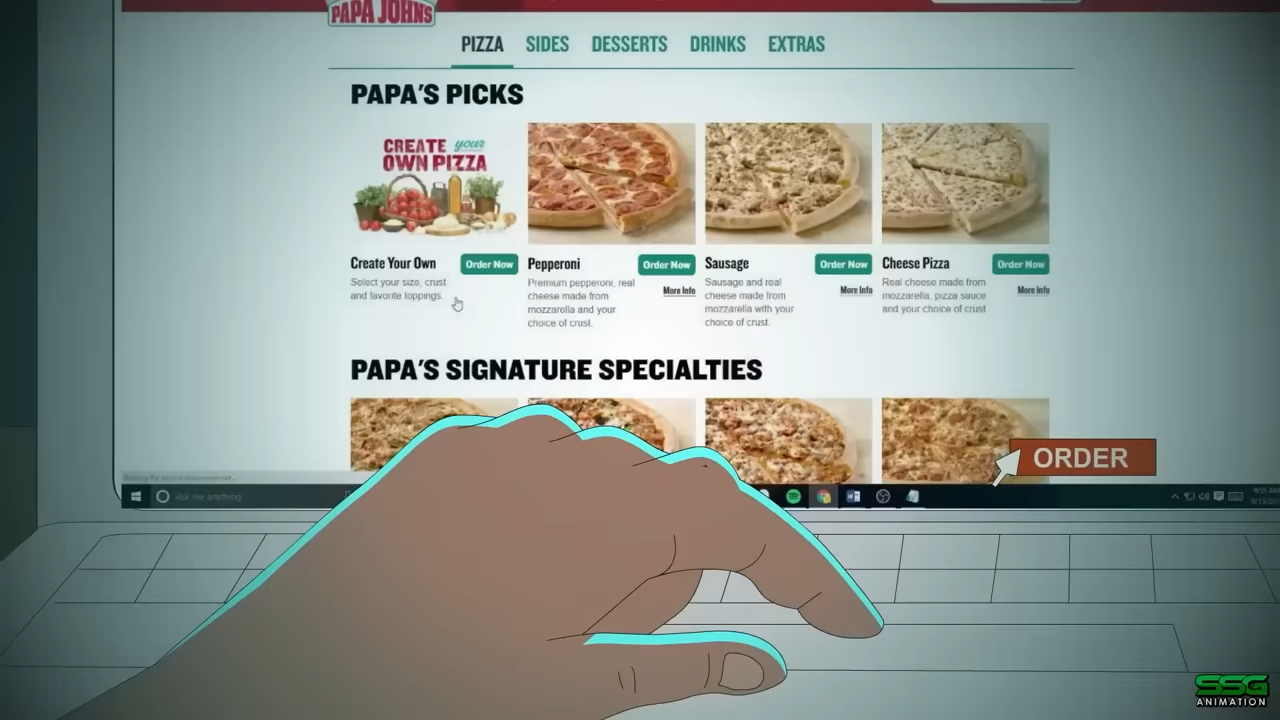 PAPA JOHNS
PIZZA SIDES DESSERTS DRINKS EXTRAS
PAPA'S PICKS
CREATE your
OWN PIZZA
Create Your Own Order Now
Select your size, crust
and favorite toppings.
Pepperoni Order Now
Premium pepperoni, real
cheese made from
mozzarella and your
choice of crust.
More Info
Sausage Order Now
Sausage and real
cheese made from
mozzarella with your
choice of crust.
More Info
Cheese Pizza Order Now
Real cheese made from
mozzarella, pizza sauce
and your choice of crust
More Info
PAPA'S SIGNATURE SPECIALTIES
ORDER
Ask me anything
SSG
ANIMATION